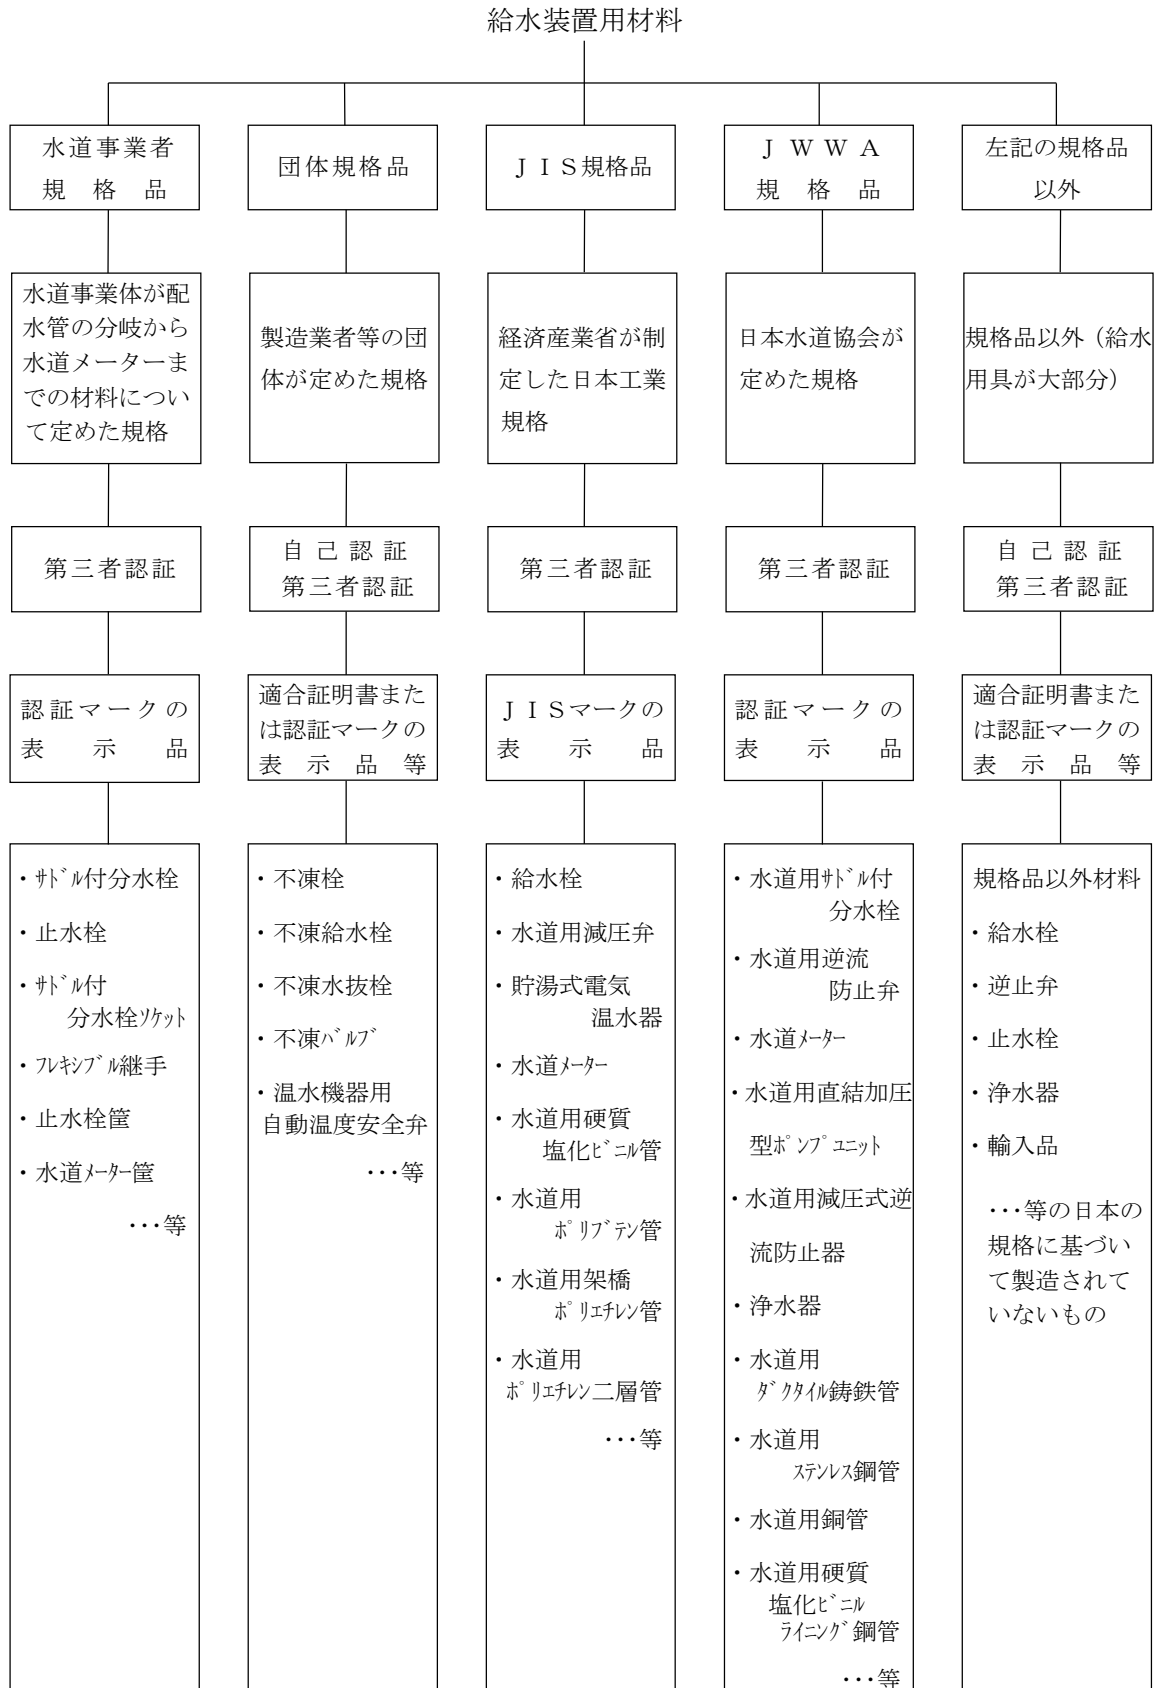 給水装置用材料
水道事業者
規格品
水道事業体が配
水管の分岐から
水道メーターま
での材料につい
て定めた規格
第三者認証
認証マークの
表示品
・ｻﾄﾞﾙ付分水栓
・止水栓
・ｻﾄﾞﾙ付
分水栓ｿｹｯﾄ
・ﾌﾚｷｼﾌﾞﾙ継手
・止水栓筐
・水道ﾒｰﾀｰ筐
･･･等
団体規格品
製造業者等の団
体が定めた規格
自己認証
第三者認証
適合証明書また
は認証マークの
表示品等
・不凍栓
・不凍給水栓
・不凍水抜栓
・不凍ﾊﾞﾙﾌﾞ
・温水機器用
自動温度安全弁
･･･等
ＪＩＳ規格品
経済産業省が制
定した日本工業
規格
第三者認証
ＪＩＳマークの
表示品
・給水栓
・水道用減圧弁
・貯湯式電気
温水器
・水道ﾒｰﾀｰ
・水道用硬質
塩化ﾋﾞﾆﾙ管
・水道用
ﾎﾟﾘﾌﾞﾃﾝ管
・水道用架橋
ﾎﾟﾘｴﾁﾚﾝ管
・水道用
ﾎﾟﾘｴﾁﾚﾝ二層管
･･･等
ＪＷＷＡ
規格品
日本水道協会が
定めた規格
第三者認証
認証マークの
表示品
・水道用ｻﾄﾞﾙ付
分水栓
・水道用逆流
防止弁
・水道ﾒｰﾀｰ
・水道用直結加圧
型ﾎﾟﾝﾌﾟﾕﾆｯﾄ
・水道用減圧式逆
流防止器
・浄水器
・水道用
ﾀﾞｸﾀｲﾙ鋳鉄管
・水道用
ｽﾃﾝﾚｽ鋼管
・水道用銅管
・水道用硬質
塩化ﾋﾞﾆﾙ
ﾗｲﾆﾝｸﾞ鋼管
･･･等
左記の規格品
以外
規格品以外（給水
用具が大部分）
自己認証
第三者認証
適合証明書また
は認証マークの
表示品等
規格品以外材料
・給水栓
・逆止弁
・止水栓
・浄水器
・輸入品
･･･等の日本の
規格に基づい
て製造されて
いないもの